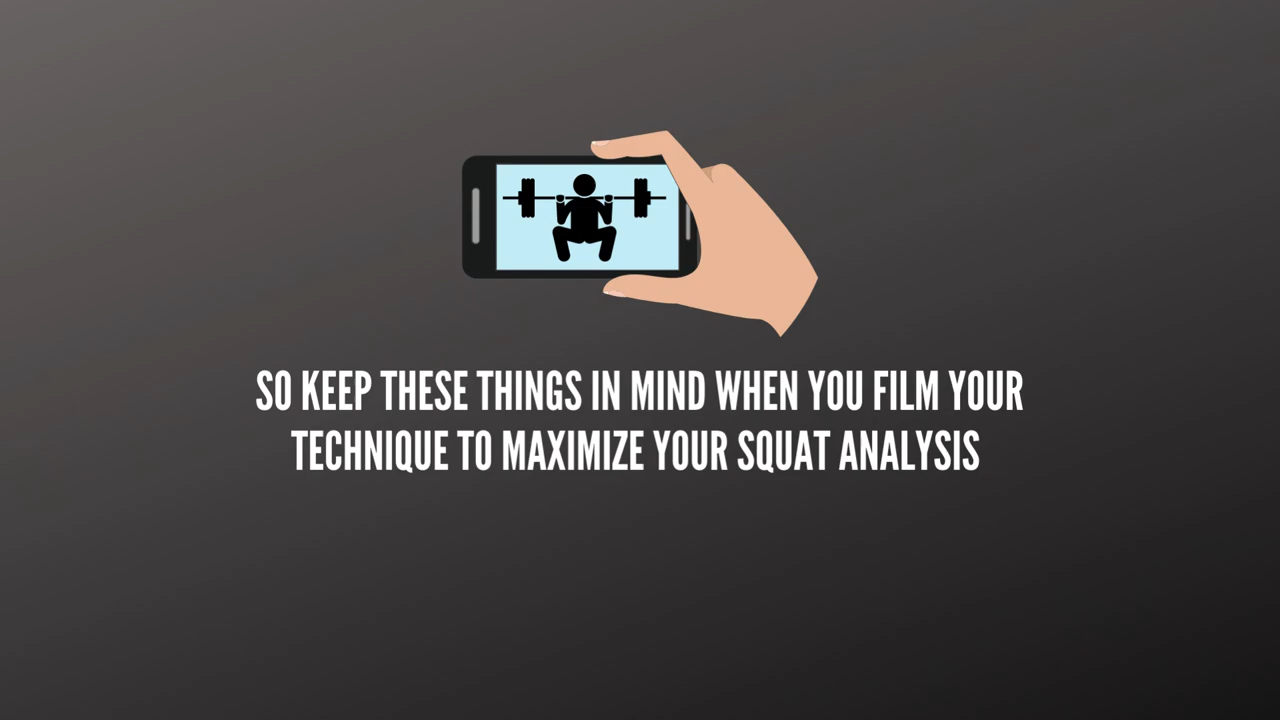 SO KEEP THESE THINGS IN MIND WHEN YOU FILM YOUR
TECHNIQUE TO MAXIMIZE YOUR SQUAT ANALYSIS